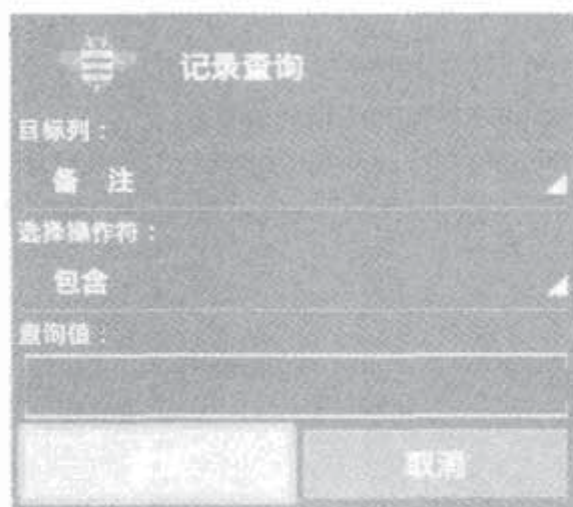 记录查询
目标列：
备 注
选择操作符：
包含
查询值：
取消